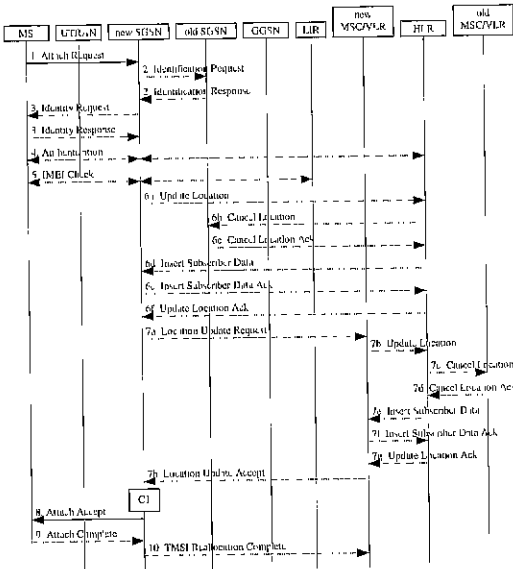 new
MSC/VLR
old
MSC/VLR
MS
UTRAN
new SGSN
old SGSN
GGSN
HLR
1. Attach Request
2. Identification Request
2. Identification Response
3. Identity Request
3. Identity Response
4. Authentication
5. IMEI Check
6a. Update Location
6b. Cancel Location
6c. Cancel Location Ack
6d. Insert Subscriber Data
6e. Insert Subscriber Data Ack
6f. Update Location Ack
7a. Location Update Request
7b. Update Location
7c. Cancel Location
7d. Cancel Location Ack
7e. Insert Subscriber Data
7f. Insert Subscriber Data Ack
7g. Update Location Ack
7h. Location Update Accept
C1
8. Attach Accept
9. Attach Complete
10. TMSI Reallocation Complete